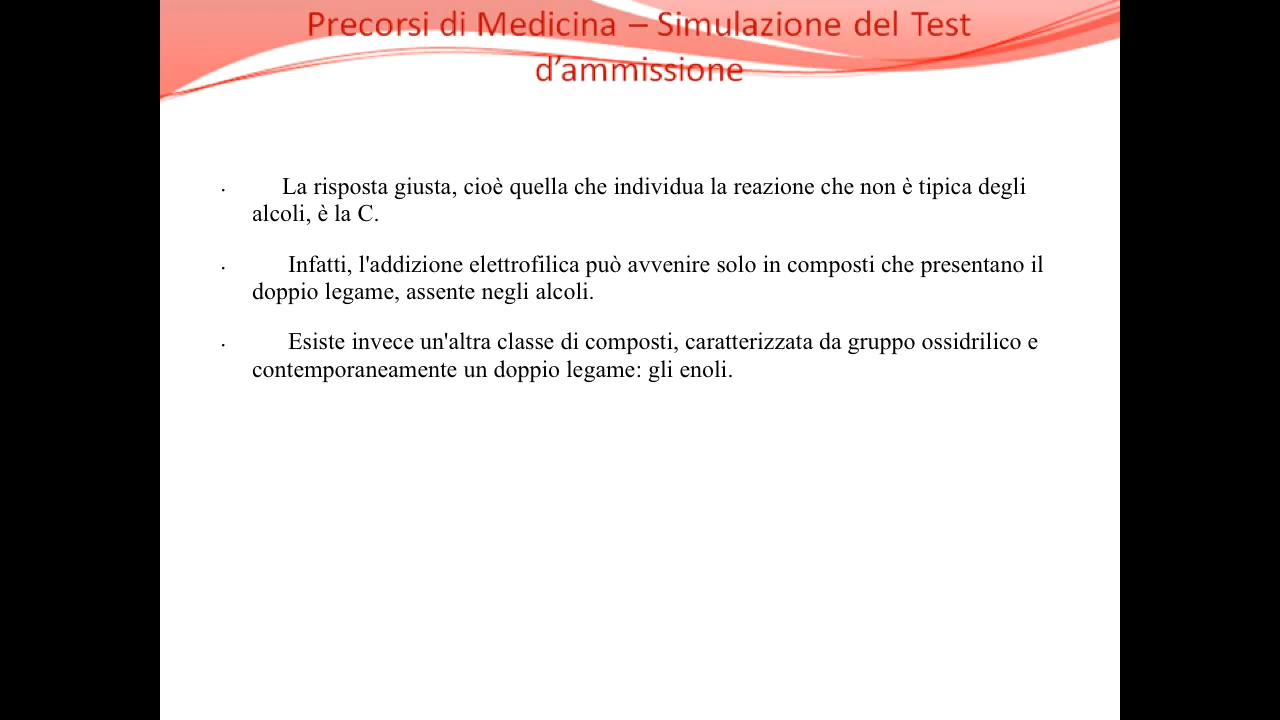 Precorsi di Medicina – Simulazione del Test
d’ammissione
· La risposta giusta, cioè quella che individua la reazione che non è tipica degli
alcoli, è la C.
· Infatti, l'addizione elettrofilica può avvenire solo in composti che presentano il
doppio legame, assente negli alcoli.
· Esiste invece un'altra classe di composti, caratterizzata da gruppo ossidrilico e
contemporaneamente un doppio legame: gli enoli.